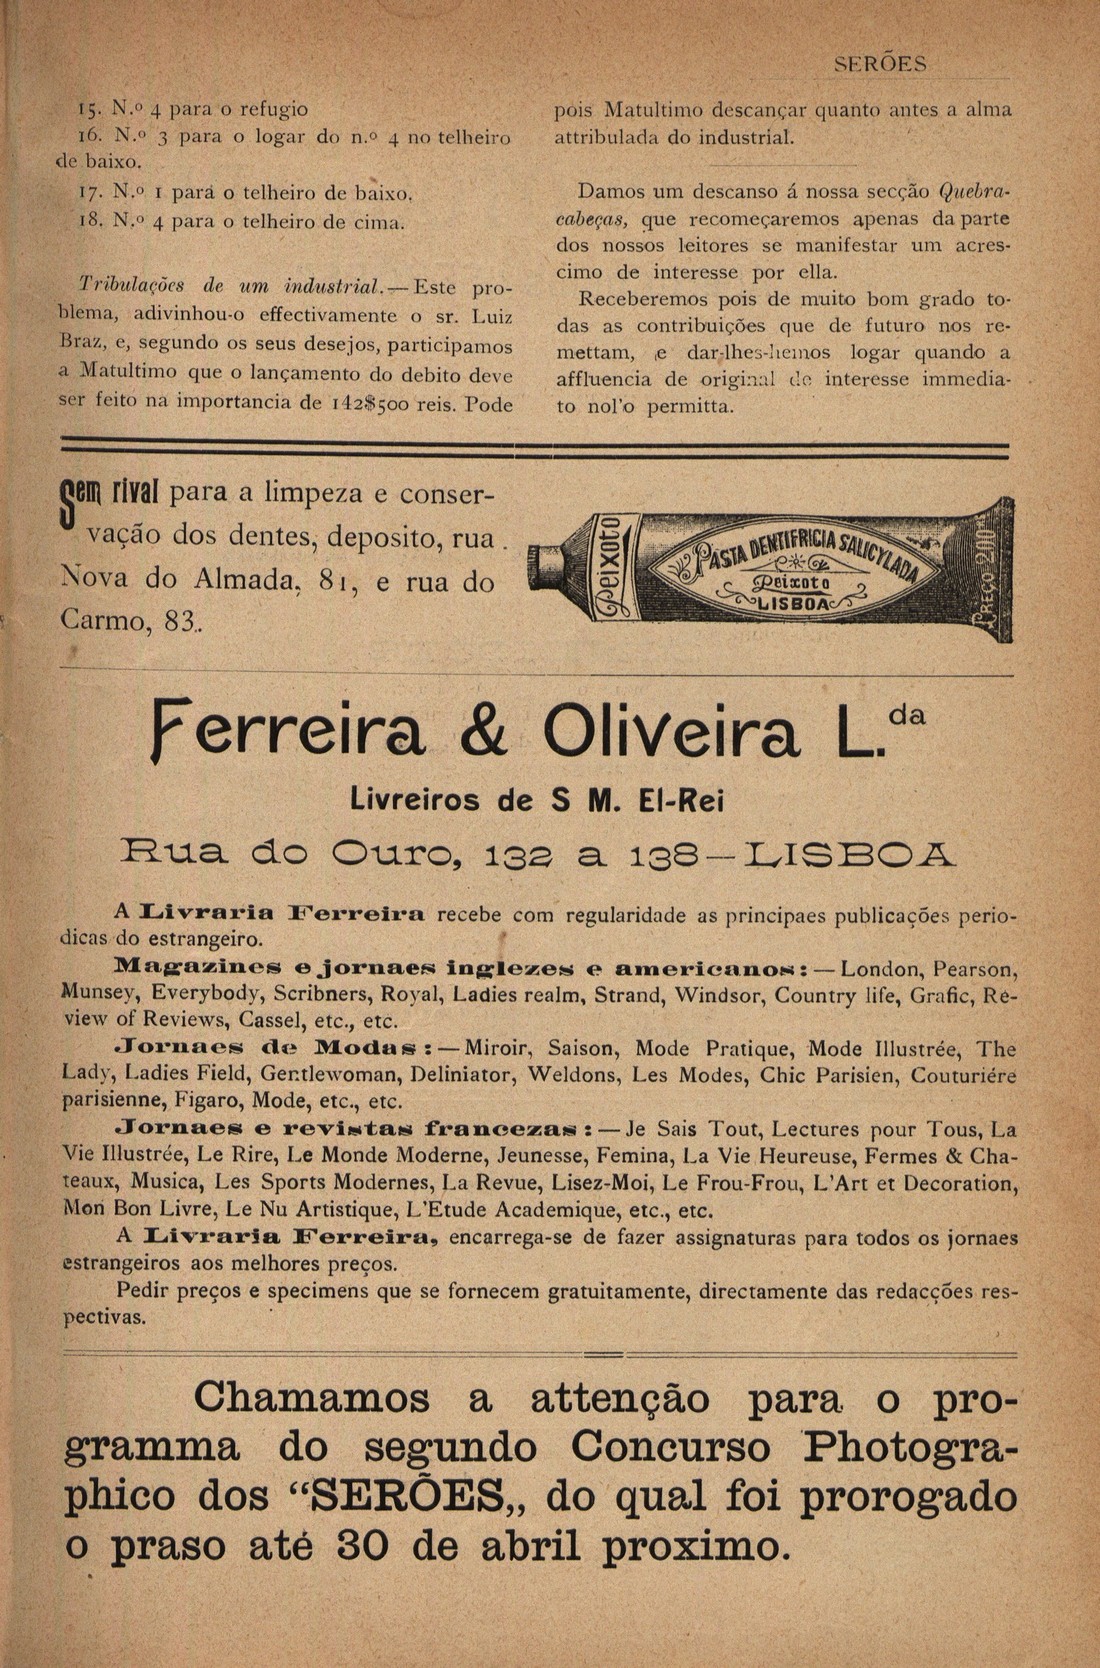 SERÕES
15. N.º 4 para o refugio
16. N.º 3 para o logar do n.º 4 no telheiro
de baixo.
17. N.º 1 para o telheiro de baixo.
18. N.º 4 para o telheiro de cima.
Tribulações de um industrial.—Este pro-
blema, adivinhou-o effectivamente o sr. Luiz
Braz, e, segundo os seus desejos, participamos
a Matultimo que o lançamento do debito deve
ser feito na importancia de 142$500 reis. Pode
pois Matultimo descançar quanto antes a alma
attribulada do industrial.
Damos um descanso á nossa secção Quebra-
cabeças, que recomeçaremos apenas da parte
dos nossos leitores se manifestar um acres-
cimo de interesse por ella.
Receberemos pois de muito bom grado to-
das as contribuições que de futuro nos re-
mettam, e dar-lhes-hemos logar quando a
affluencia de original de interesse immedia-
to nol'o permitta.
Sem rival para a limpeza e conser-
vação dos dentes, deposito, rua
Nova do Almada, 81, e rua do
Carmo, 83.
Peixoto
PASTA DENTIFRICIA SALICYLADA
Peixoto
LISBOA
PREÇO 200 R
Ferreira & Oliveira L.da
Livreiros de S M. El-Rei
Rua do Ouro, 132 a 138—LISBOA
A Livraria Ferreira recebe com regularidade as principaes publicações perio-
dicas do estrangeiro.
Magazines e jornaes inglezes e americanos:—London, Pearson,
Munsey, Everybody, Scribners, Royal, Ladies realm, Strand, Windsor, Country life, Grafic, Re-
view of Reviews, Cassel, etc., etc.
Jornaes de Modas:—Miroir, Saison, Mode Pratique, Mode Illustrée, The
Lady, Ladies Field, Gentlewoman, Deliniator, Weldons, Les Modes, Chic Parisien, Couturiére
parisienne, Figaro, Mode, etc., etc.
Jornaes e revistas francezas:—Je Sais Tout, Lectures pour Tous, La
Vie Illustrée, Le Rire, Le Monde Moderne, Jeunesse, Femina, La Vie Heureuse, Fermes & Cha-
teaux, Musica, Les Sports Modernes, La Revue, Lisez-Moi, Le Frou-Frou, L'Art et Decoration,
Mon Bon Livre, Le Nu Artistique, L'Etude Academique, etc., etc.
A Livraria Ferreira, encarrega-se de fazer assignaturas para todos os jornaes
estrangeiros aos melhores preços.
Pedir preços e specimens que se fornecem gratuitamente, directamente das redacções res-
pectivas.
Chamamos a attenção para o pro-
gramma do segundo Concurso Photogra-
phico dos “SERÕES„ do qual foi prorogado
o praso até 30 de abril proximo.